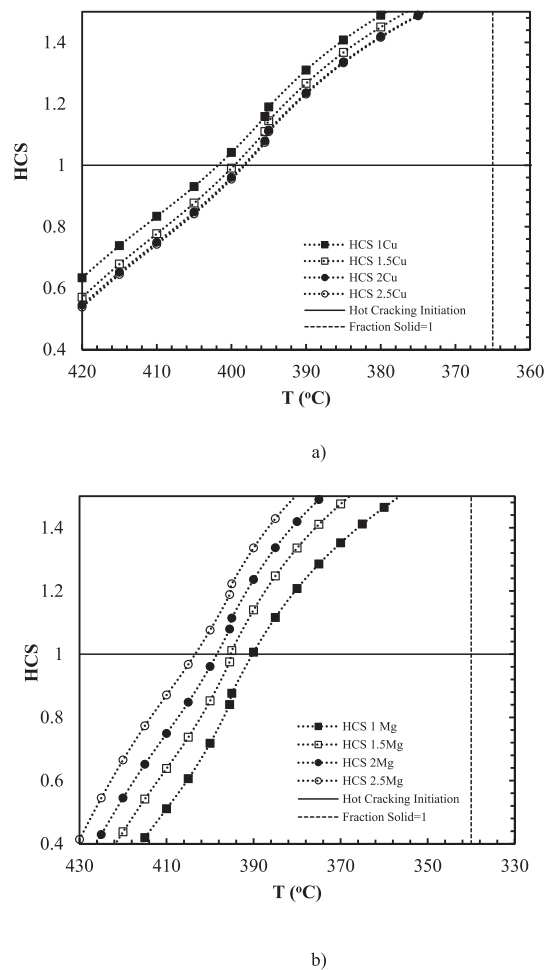 1.4
1.2
1
0.8
0.6
0.4
HCS
HCS 1Cu
HCS 1.5Cu
HCS 2Cu
HCS 2.5Cu
Hot Cracking Initiation
Fraction Solid=1
420 410 400 390 380 370 360
T (°C)
a)
1.4
1.2
1
0.8
0.6
0.4
HCS
HCS 1 Mg
HCS 1.5Mg
HCS 2Mg
HCS 2.5Mg
Hot Cracking Initiation
Fraction Solid=1
430 410 390 370 350 330
T (°C)
b)